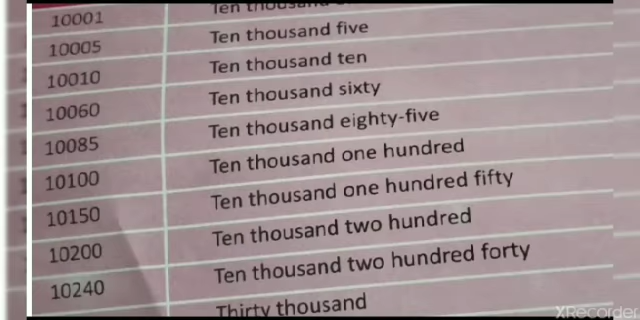 10001 Ten thousand
10005 Ten thousand five
10010 Ten thousand ten
10060 Ten thousand sixty
10085 Ten thousand eighty-five
10100 Ten thousand one hundred
10150 Ten thousand one hundred fifty
10200 Ten thousand two hundred
10240 Ten thousand two hundred forty
Thirty thousand
XRecorder